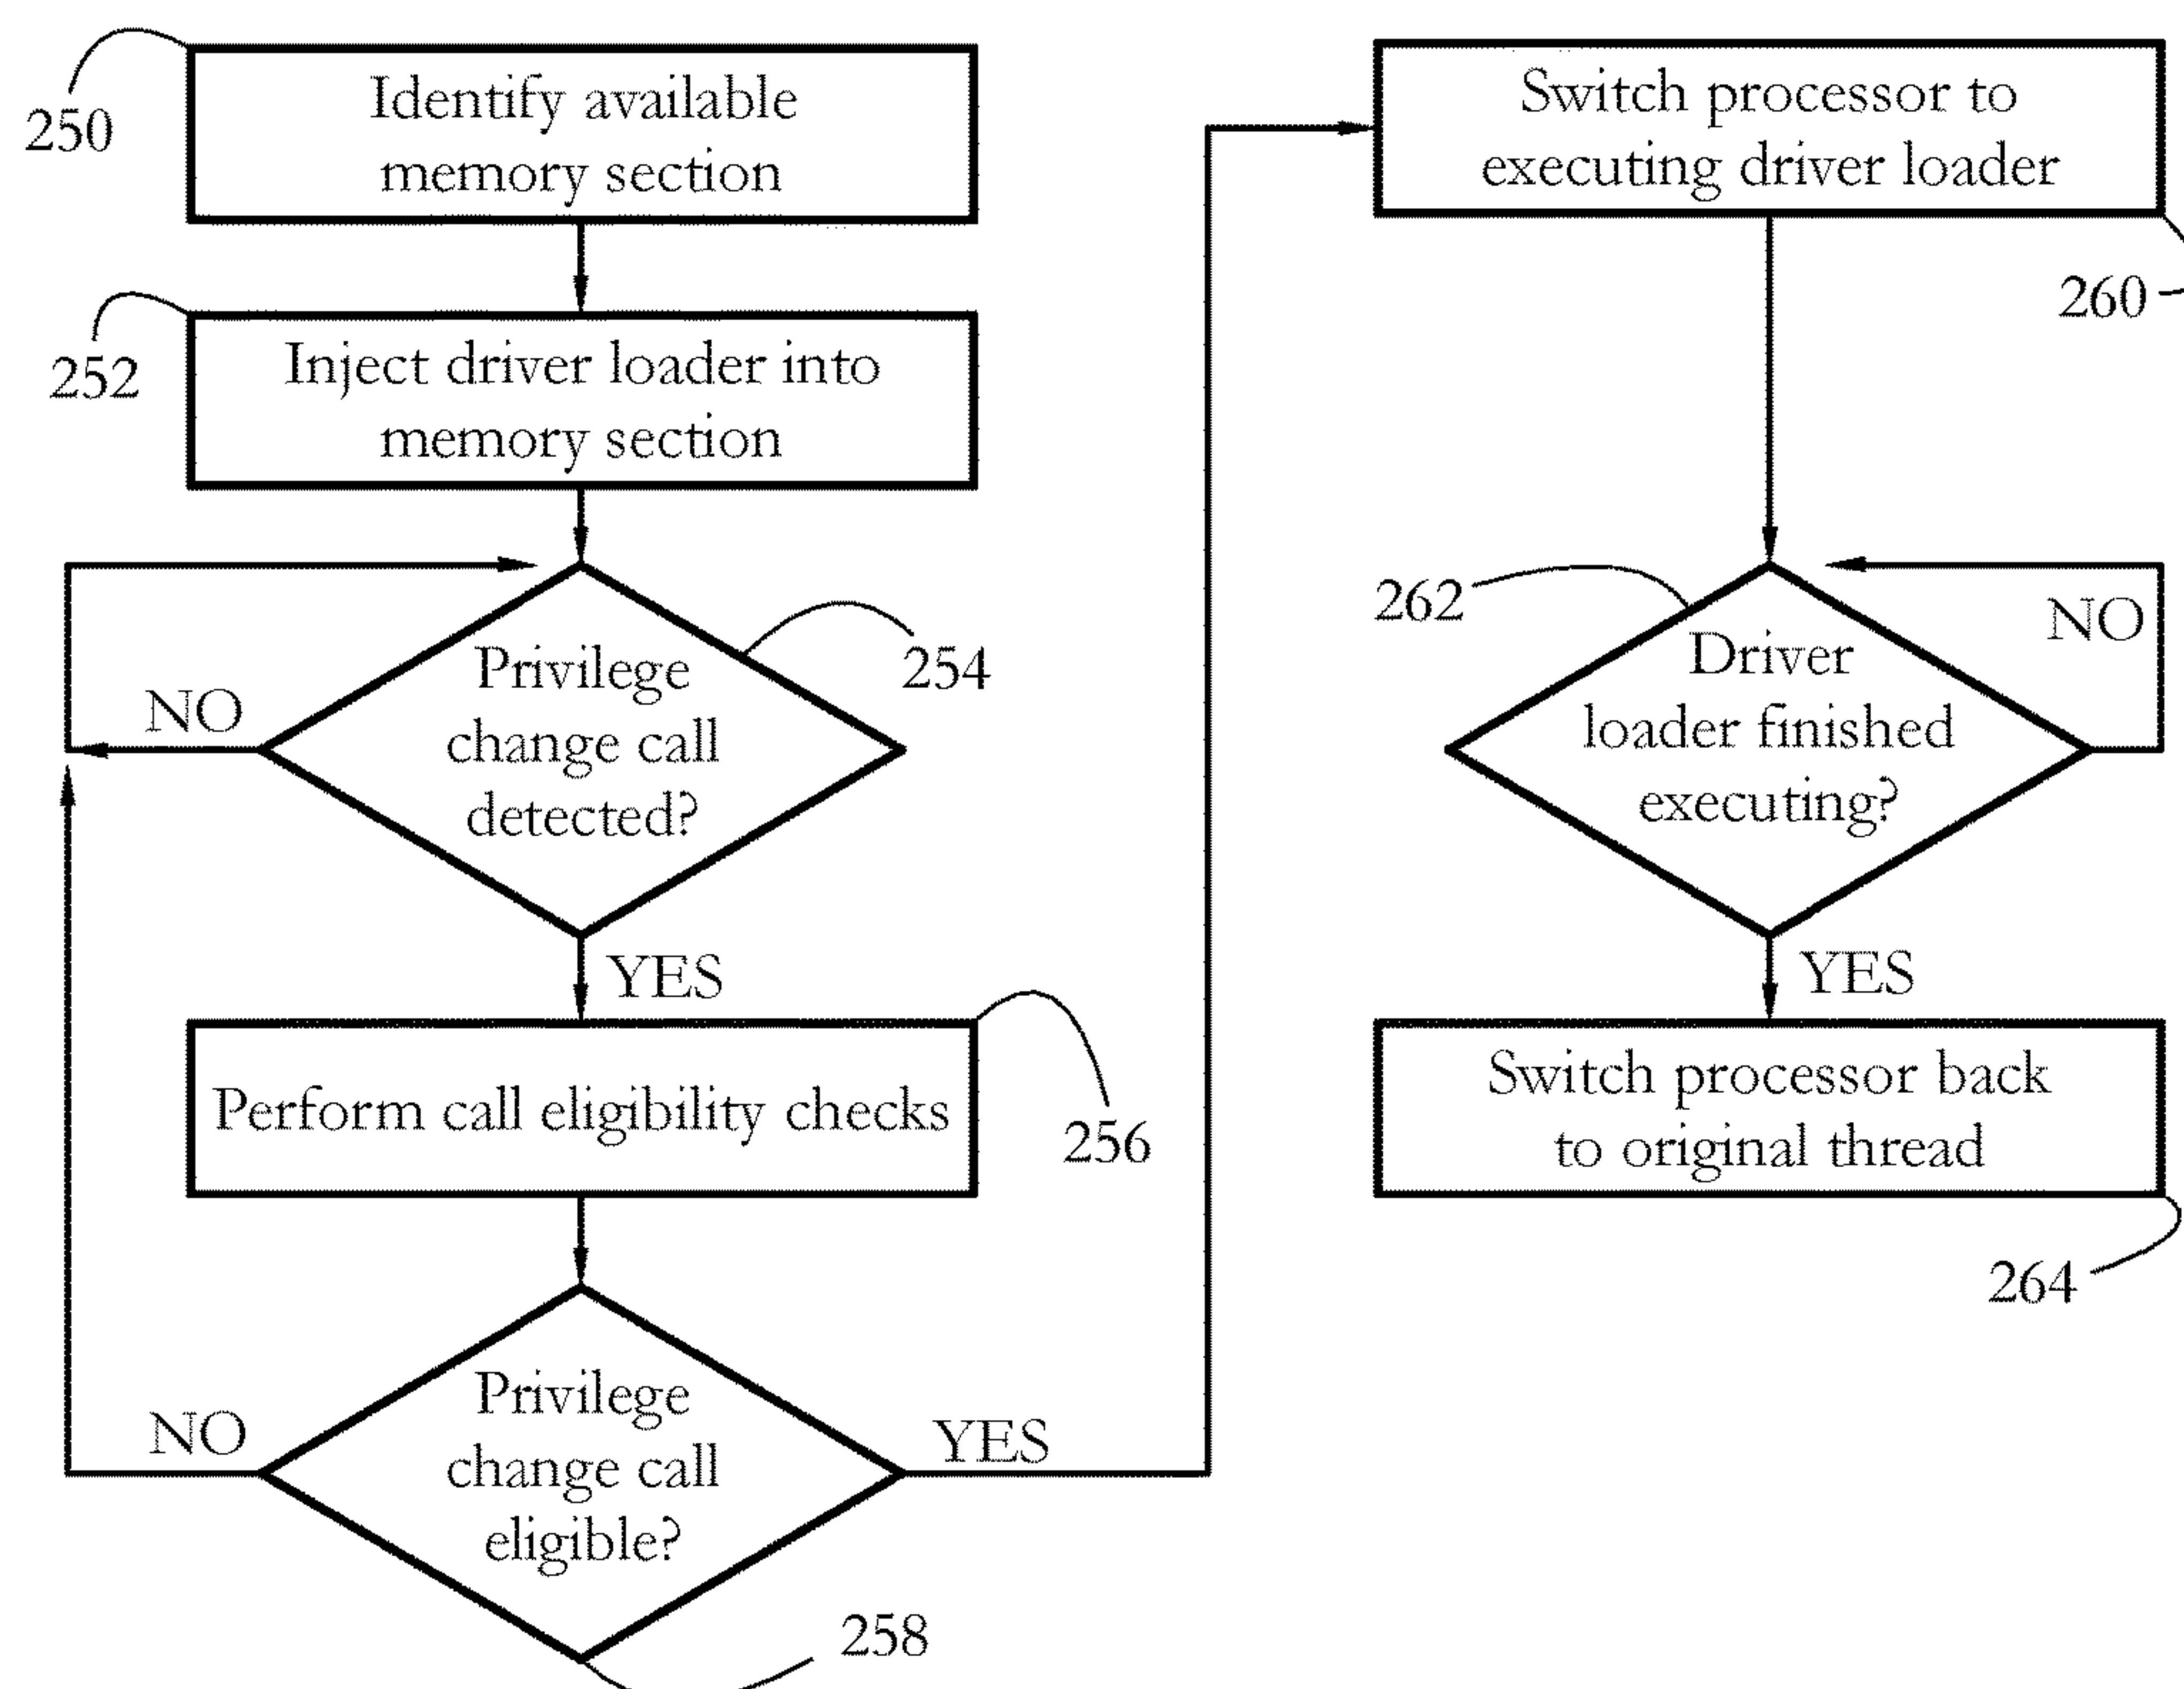 250
Identify available
memory section
252
Inject driver loader into
memory section
254
Privilege
change call
detected?
NO
YES
256
Perform call eligibility checks
Privilege
change call
eligible?
NO
YES
258
Switch processor to
executing driver loader
260
262
Driver
loader finished
executing?
NO
YES
Switch processor back
to original thread
264